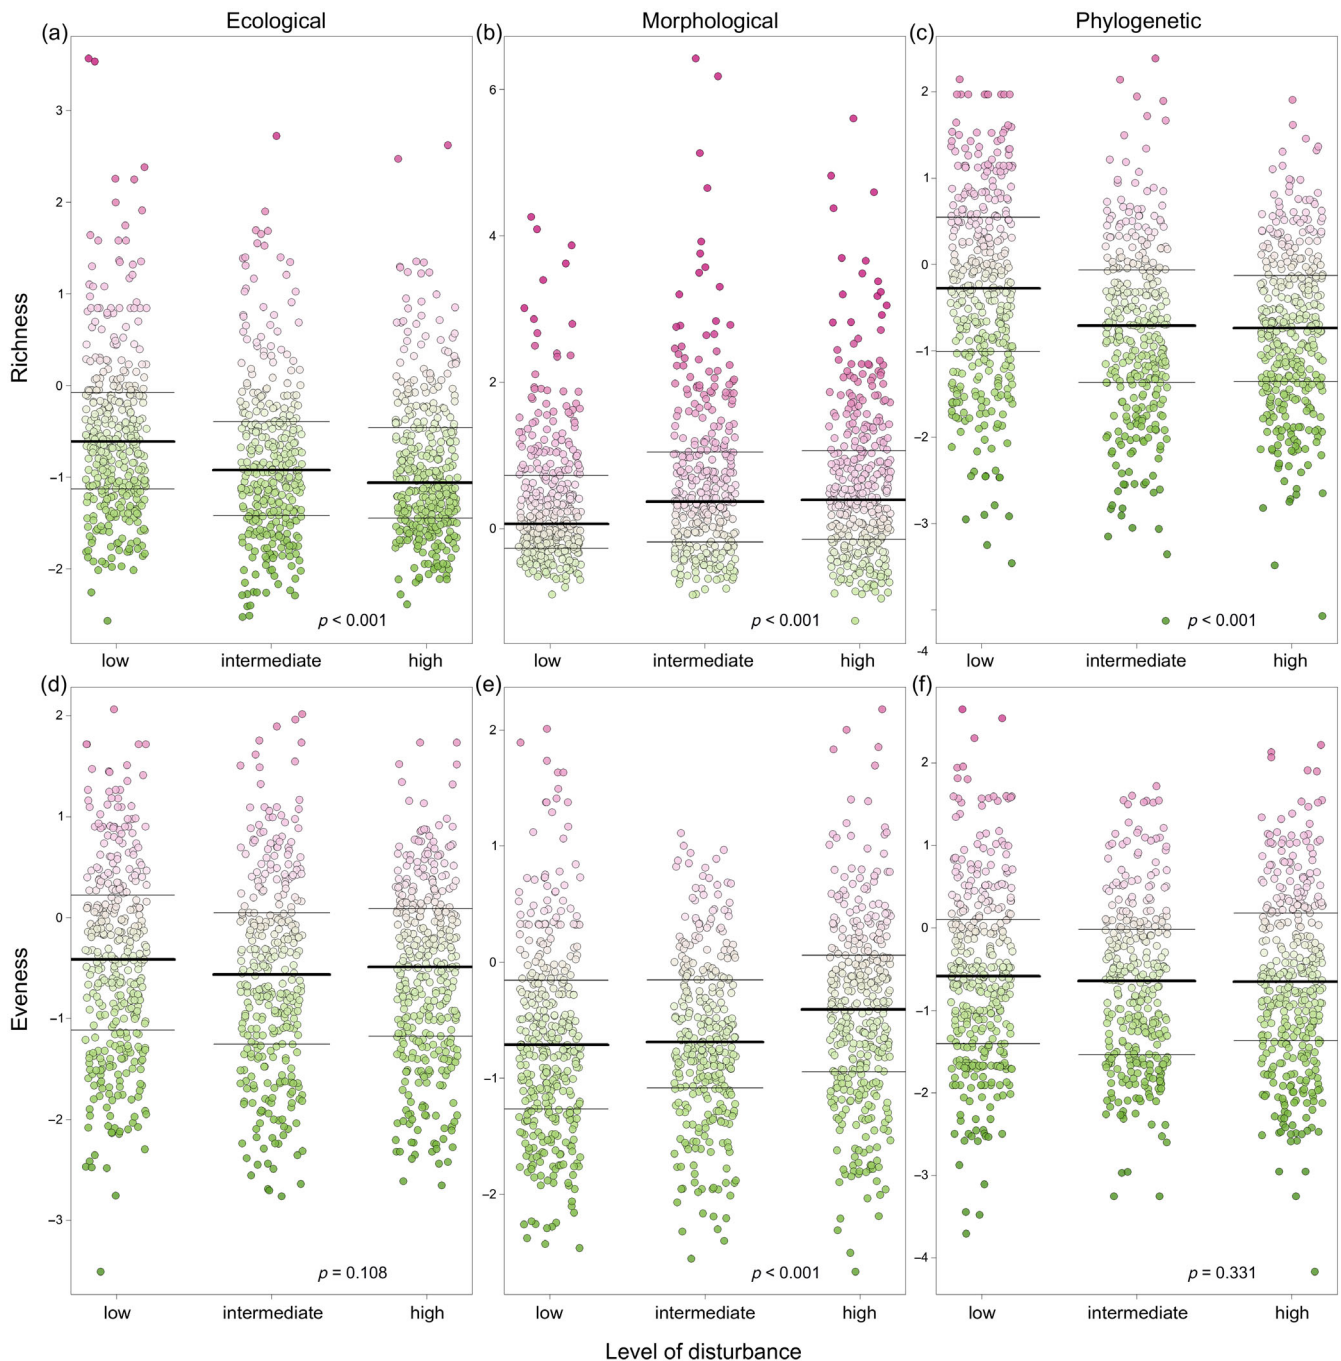 Ecological
Morphological
Phylogenetic
(a)
(b)
(c)
Richness
3
2
1
0
−1
−2
p < 0.001
low
intermediate
high
6
4
2
0
p < 0.001
low
intermediate
high
2
1
0
−1
−2
−3
-4
p < 0.001
low
intermediate
high
(d)
(e)
(f)
Eveness
2
1
0
−1
−2
−3
p = 0.108
low
intermediate
high
2
1
0
−1
−2
p < 0.001
low
intermediate
high
2
1
0
−1
−2
−3
−4
p = 0.331
low
intermediate
high
Level of disturbance